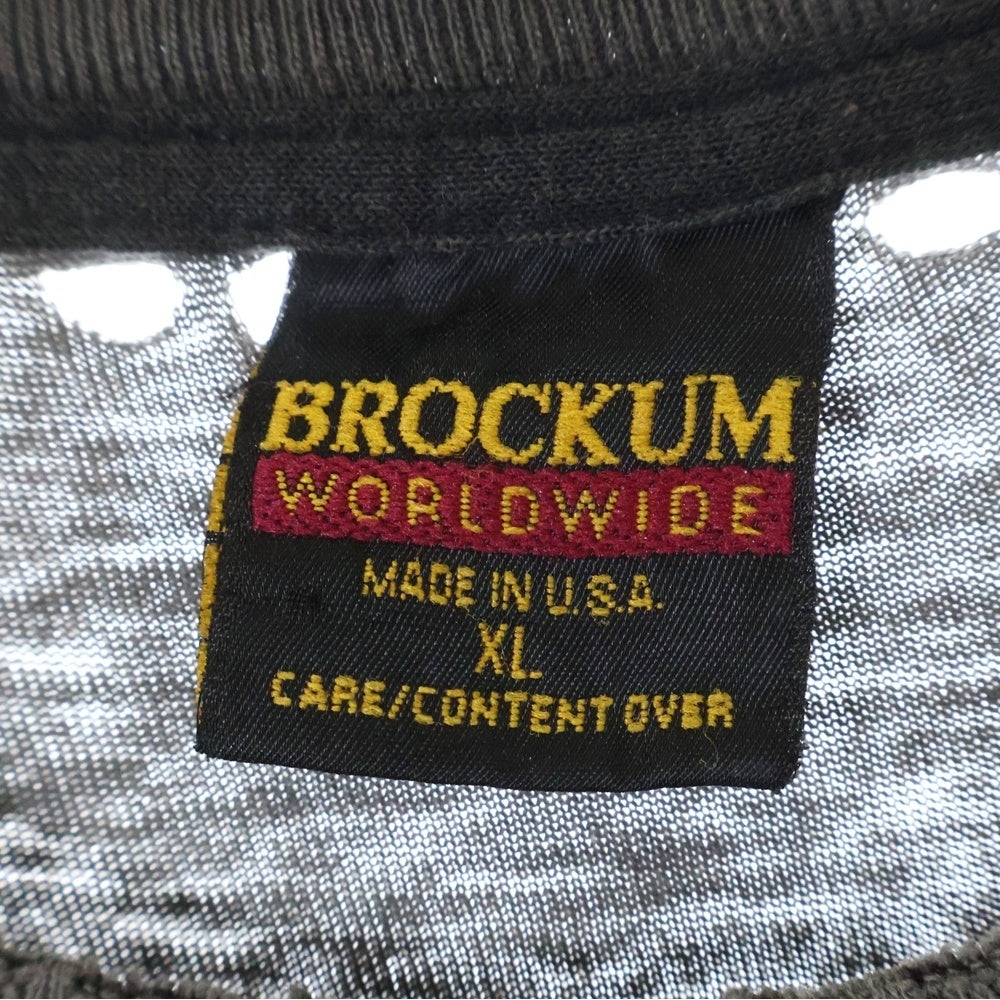 BROCKUM
WORLDWIDE
MADE IN U.S.A.
XL
CARE/CONTENT OVER